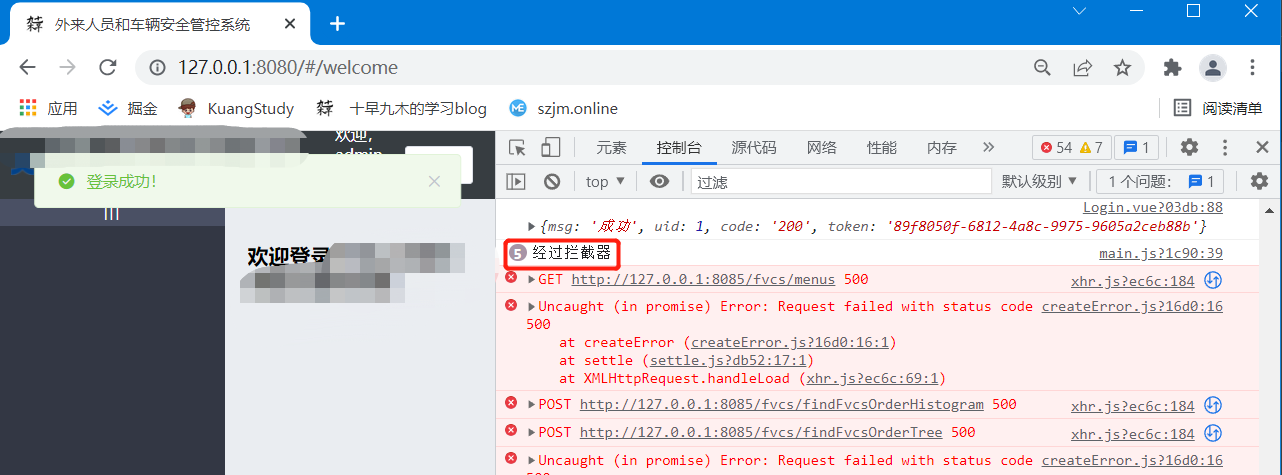 外来人员和车辆安全管控系统
127.0.0.1:8080/#/welcome
应用 掘金 KuangStudy 十早九木的学习blog szjm.online 阅读清单
欢迎,
admin
登录成功!
欢迎登录
元素 控制台 源代码 网络 性能 内存 54 7 1
top 过滤 默认级别 1 个问题: 1
Login.vue?03db:88
{msg: '成功', uid: 1, code: '200', token: '89f8050f-6812-4a8c-9975-9605a2ceb88b'}
5 经过拦截器 main.js?1c90:39
GET http://127.0.0.1:8085/fvcs/menus 500 xhr.js?ec6c:184
Uncaught (in promise) Error: Request failed with status code createError.js?16d0:16
500
at createError (createError.js?16d0:16:1)
at settle (settle.js?db52:17:1)
at XMLHttpRequest.handleLoad (xhr.js?ec6c:69:1)
POST http://127.0.0.1:8085/fvcs/findFvcsOrderHistogram 500 xhr.js?ec6c:184
POST http://127.0.0.1:8085/fvcs/findFvcsOrderTree 500 xhr.js?ec6c:184
Uncaught (in promise) Error: Request failed with status code createError.js?16d0:16
500